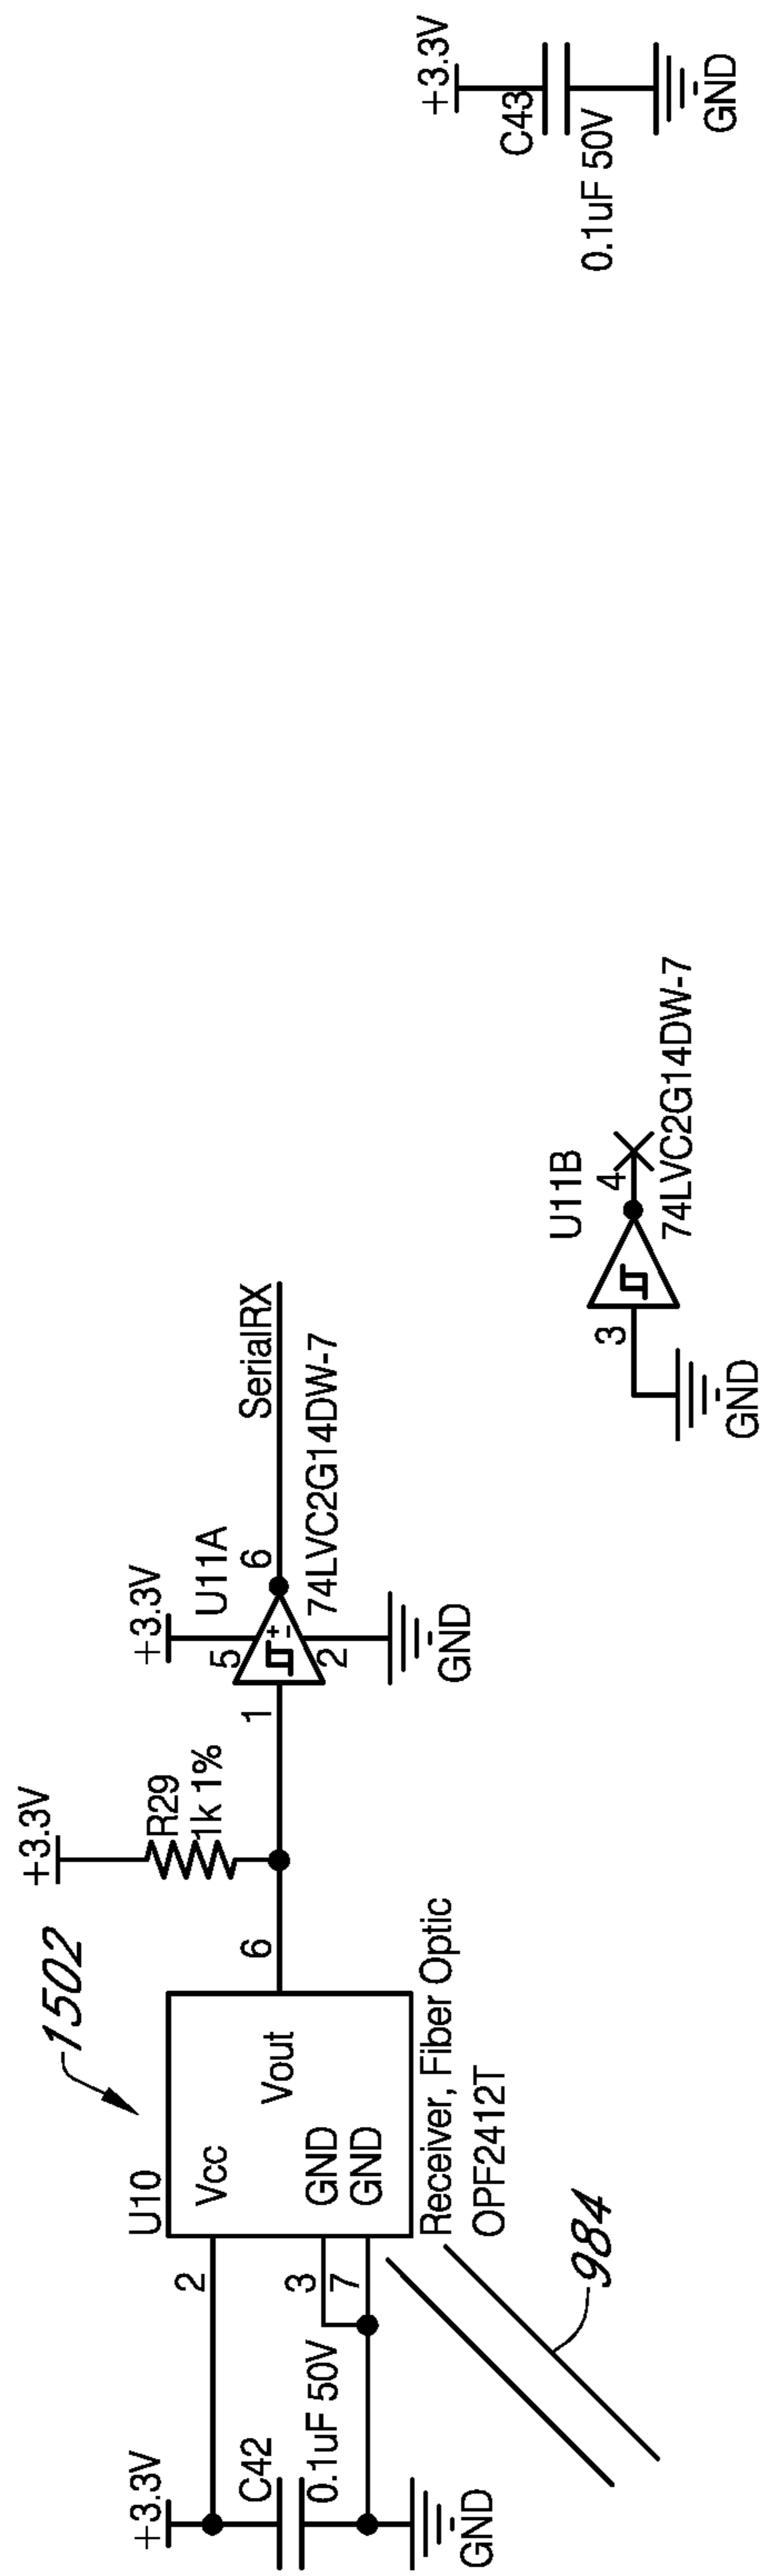 +3.3V
C42
0.1uF 50V
GND
2
3
7
U10
Vcc
Vout
GND
GND
Receiver, Fiber Optic
OPF2412T
984
1502
6
+3.3V
R29
1k 1%
1
+3.3V
5
U11A
6
2
GND
74LVC2G14DW-7
+
-
SerialRX
GND
3
U11B
4
74LVC2G14DW-7
+3.3V
C43
0.1uF 50V
GND